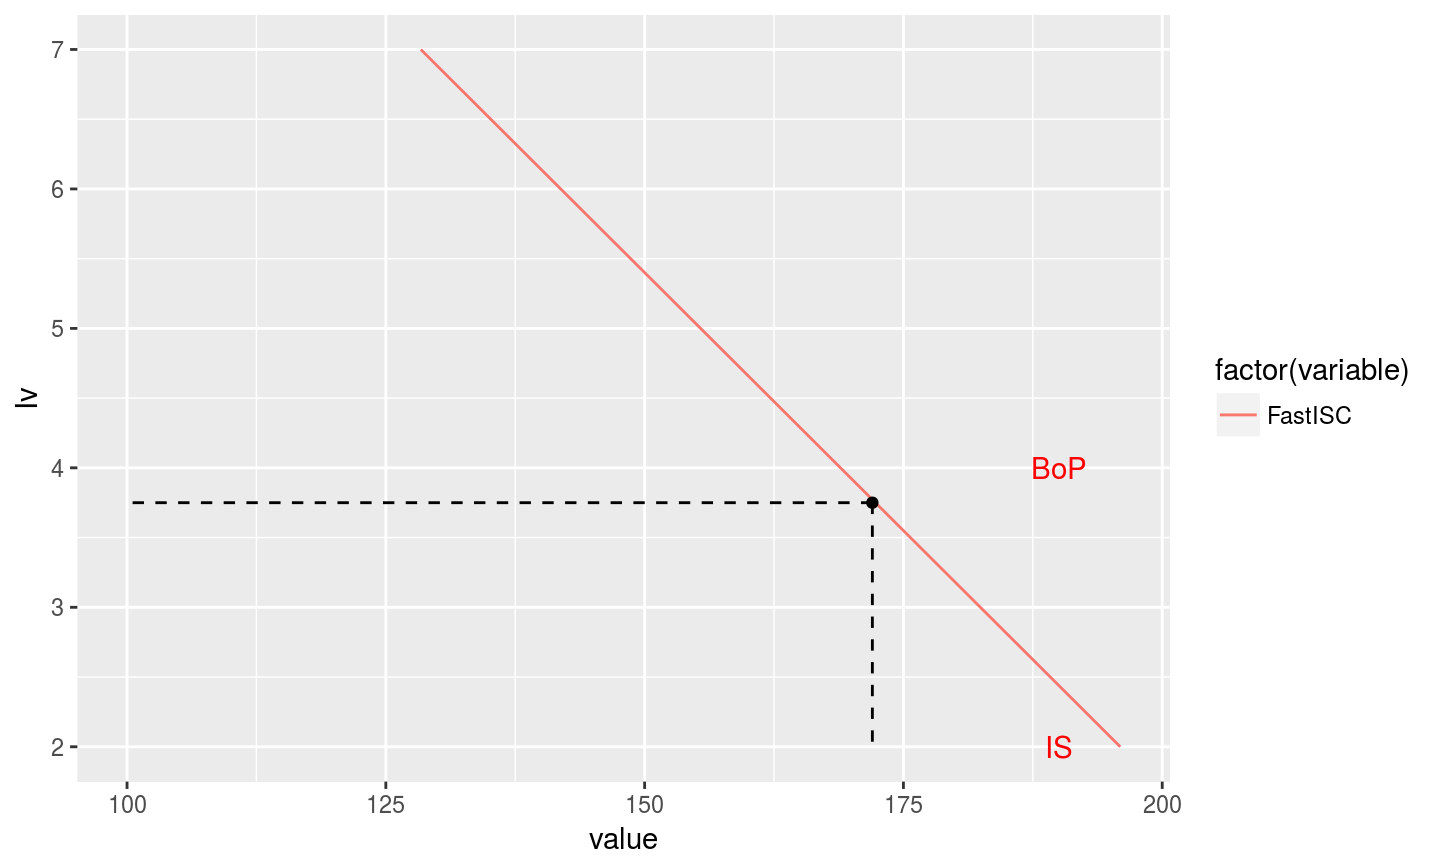 7
6
5
4
3
2
lv
100 125 150 175 200
value
BoP
IS
factor(variable)
FastISC